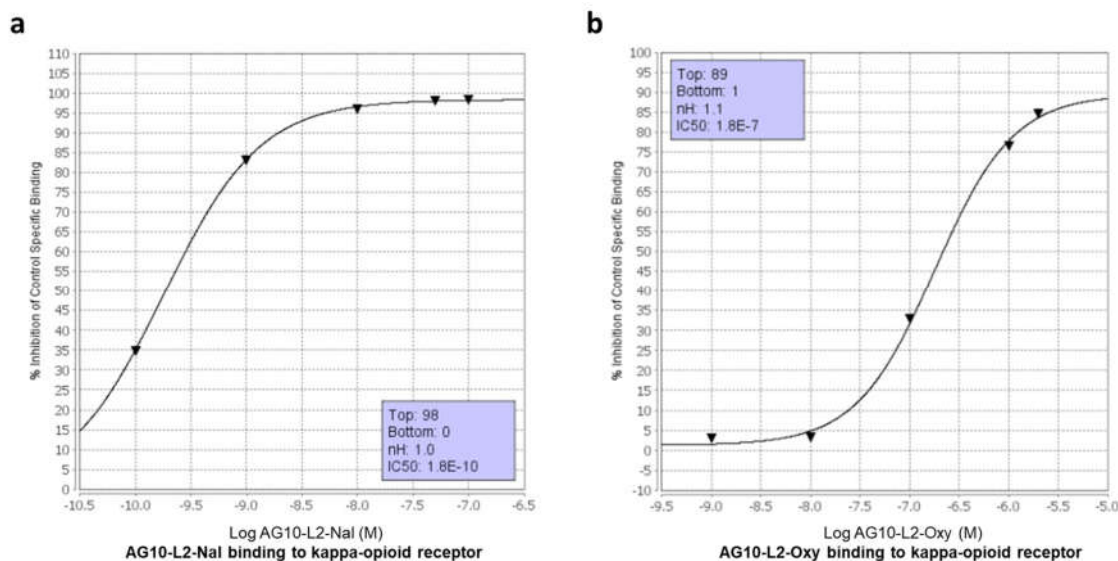 a
110
105
100
95
90
85
80
75
70
65
60
55
50
45
40
35
30
25
20
15
10
5
0
% Inhibition of Control Specific Binding
Top: 98
Bottom: 0
nH: 1.0
IC50: 1.8E-10
-10.5 -10.0 -9.5 -9.0 -8.5 -8.0 -7.5 -7.0 -6.5
Log AG10-L2-Nal (M)
AG10-L2-Nal binding to kappa-opioid receptor
b
100
95
90
85
80
75
70
65
60
55
50
45
40
35
30
25
20
15
10
5
0
-5
-10
% Inhibition of Control Specific Binding
Top: 89
Bottom: 1
nH: 1.1
IC50: 1.8E-7
-9.5 -9.0 -8.5 -8.0 -7.5 -7.0 -6.5 -6.0 -5.5 -5.0
Log AG10-L2-Oxy (M)
AG10-L2-Oxy binding to kappa-opioid receptor